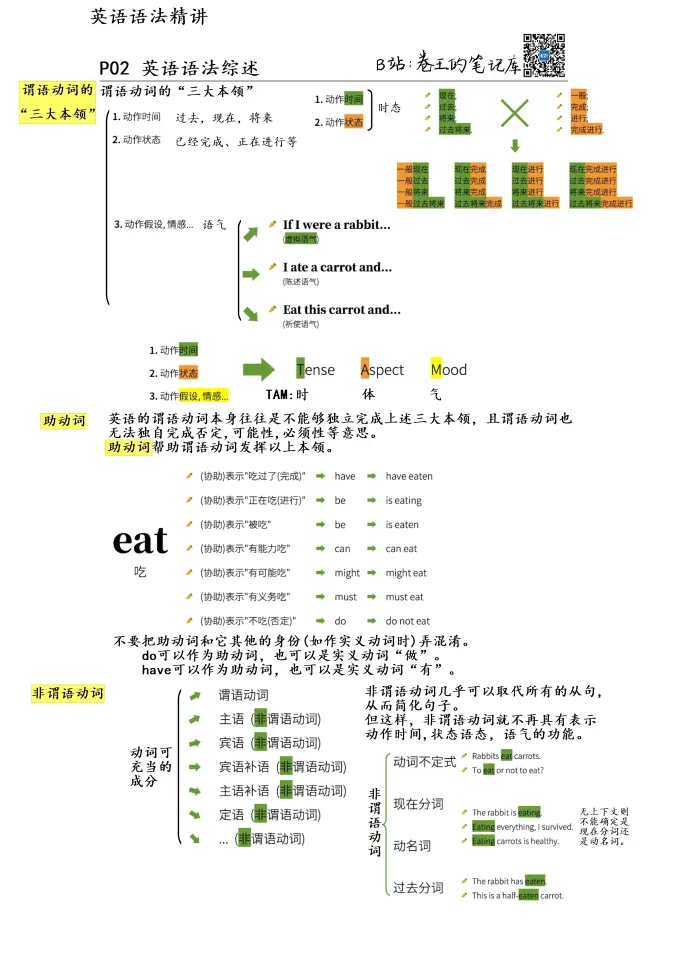 英语语法精讲
P02 英语语法综述
B站:卷王的笔记库
谓语动词的
“三大本领”
谓语动词的“三大本领”
1. 动作时间 过去，现在，将来
2. 动作状态 已经完成、正在进行等
1. 动作时间
2. 动作状态
时态
现在;
过去;
将来;
过去将来.
一般;
完成;
进行;
完成进行.
一般现在 现在完成 现在进行 现在完成进行
一般过去 过去完成 过去进行 过去完成进行
一般将来 将来完成 将来进行 将来完成进行
一般过去将来 过去将来完成 过去将来进行 过去将来完成进行
3. 动作假设, 情感... 语气
If I were a rabbit...
(虚拟语气)
I ate a carrot and...
(陈述语气)
Eat this carrot and...
(祈使语气)
1. 动作时间
2. 动作状态
3. 动作假设, 情感...
Tense Aspect Mood
TAM: 时 体 气
助动词
英语的谓语动词本身往往是不能够独立完成上述三大本领，且谓语动词也
无法独自完成否定,可能性,必须性等意思。
助动词帮助谓语动词发挥以上本领。
eat
吃
(协助)表示"吃过了(完成)" have have eaten
(协助)表示"正在吃(进行)" be is eating
(协助)表示"被吃" be is eaten
(协助)表示"有能力吃" can can eat
(协助)表示"有可能吃" might might eat
(协助)表示"有义务吃" must must eat
(协助)表示"不吃(否定)" do do not eat
不要把助动词和它其他的身份(如作实义动词时)弄混淆。
do可以作为助动词，也可以是实义动词“做”。
have可以作为助动词，也可以是实义动词“有”。
非谓语动词
动词可
充当的
成分
谓语动词
主语 (非谓语动词)
宾语 (非谓语动词)
宾语补语 (非谓语动词)
主语补语 (非谓语动词)
定语 (非谓语动词)
... (非谓语动词)
非谓语动词几乎可以取代所有的从句，
从而简化句子。
但这样，非谓语动词就不再具有表示
动作时间,状态语态，语气的功能。
非谓语动词
动词不定式
Rabbits eat carrots.
To eat or not to eat?
现在分词
The rabbit is eating.
Eating everything, I survived.
动名词
Eating carrots is healthy.
无上下文则
不能确定是
现在分词还
是动名词。
过去分词
The rabbit has eaten.
This is a half-eaten carrot.